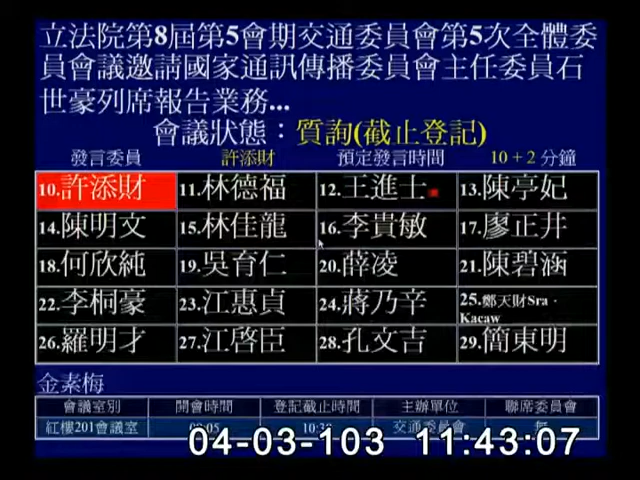 立法院第8屆第5會期交通委員會第5次全體委
員會議邀請國家通訊傳播委員會主任委員石
世豪列席報告業務...
會議狀態：質詢(截止登記)
發言委員 許添財 預定發言時間 10 + 2 分鐘
10.許添財 11.林德福 12.王進士 13.陳亭妃
14.陳明文 15.林佳龍 16.李貴敏 17.廖正井
18.何欣純 19.吳育仁 20.薛凌 21.陳碧涵
22.李桐豪 23.江惠貞 24.蔣乃辛 25.鄭天財Sra．
Kacaw
26.羅明才 27.江啓臣 28.孔文吉 29.簡東明
金素梅
會議室別 開會時間 登記截止時間 主辦單位 聯席委員會
紅樓201會議室 交通委員會
04-03-103 11:43:07